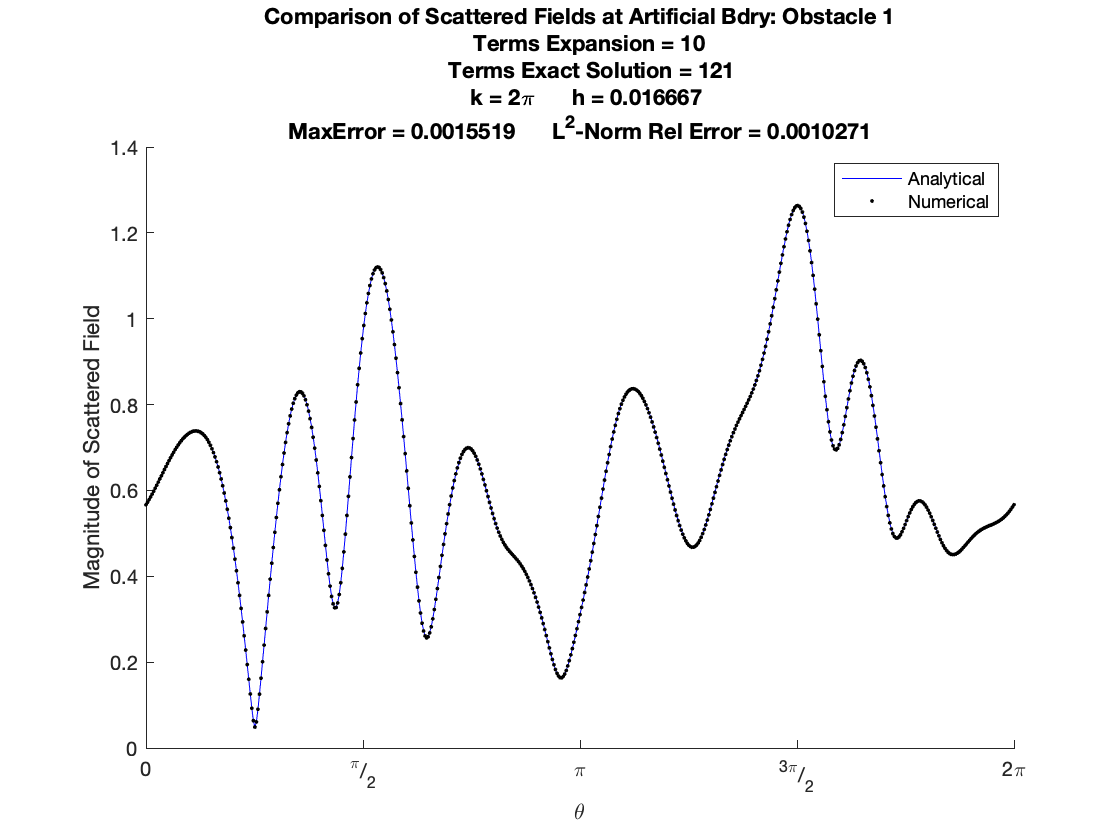 Comparison of Scattered Fields at Artificial Bdry: Obstacle 1
Terms Expansion = 10
Terms Exact Solution = 121
k = 2π h = 0.016667
MaxError = 0.0015519 L²-Norm Rel Error = 0.0010271
Analytical
Numerical
Magnitude of Scattered Field
1.4
1.2
1
0.8
0.6
0.4
0.2
0
0 π/2 π 3π/2 2π
θ